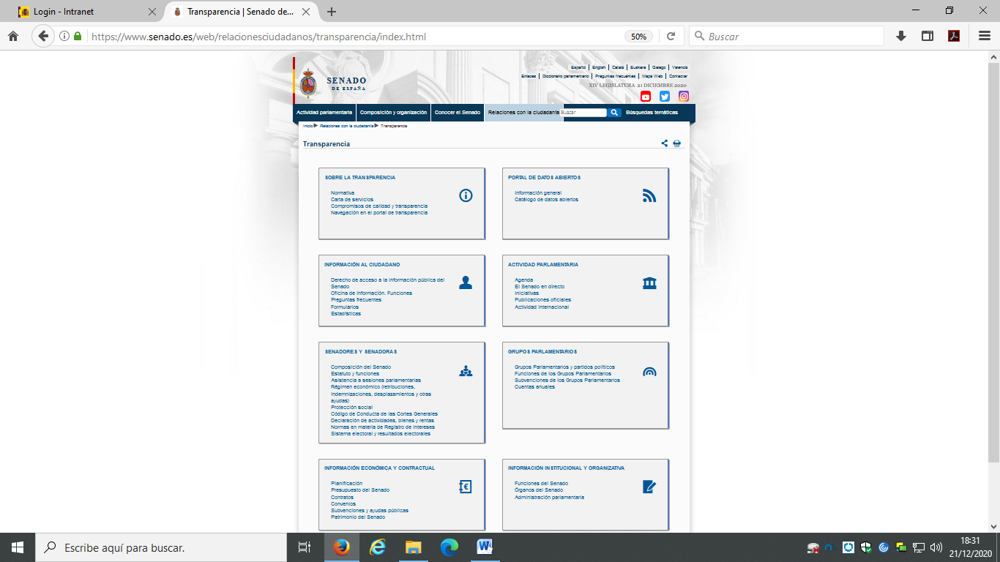 Login - Intranet
Transparencia | Senado de...
https://www.senado.es/web/relacionesciudadanos/transparencia/index.html
50%
Buscar
SENADO
DE ESPAÑA
Español | English | Català | Euskara | Galego | Valencià
Enlaces | Diccionario parlamentario | Preguntas frecuentes | Mapa Web | Contactar
XIV LEGISLATURA 21 DICIEMBRE 2020
Actividad parlamentaria
Composición y organización
Conocer el Senado
Relaciones con la ciudadanía
Buscar
Búsquedas temáticas
Inicio ▶ Relaciones con la ciudadanía ▶ Transparencia
Transparencia
SOBRE LA TRANSPARENCIA
Normativa
Carta de servicios
Compromisos de calidad y transparencia
Navegación en el portal de transparencia
PORTAL DE DATOS ABIERTOS
Información general
Catálogo de datos abiertos
INFORMACIÓN AL CIUDADANO
Derecho de acceso a la información pública del
Senado
Oficina de información. Funciones
Preguntas frecuentes
Formularios
Estadísticas
ACTIVIDAD PARLAMENTARIA
Agenda
El Senado en directo
Iniciativas
Publicaciones oficiales
Actividad internacional
SENADORES Y SENADORAS
Composición del Senado
Estatuto y funciones
Asistencia a sesiones parlamentarias
Régimen económico (retribuciones,
indemnizaciones, desplazamientos y otras
ayudas)
Protección social
Código de Conducta de las Cortes Generales
Declaración de actividades, bienes y rentas
Normas en materia de Registro de Intereses
Sistema electoral y resultados electorales
GRUPOS PARLAMENTARIOS
Grupos Parlamentarios y partidos políticos
Funciones de los Grupos Parlamentarios
Subvenciones de los Grupos Parlamentarios
Cuentas anuales
INFORMACIÓN ECONÓMICA Y CONTRACTUAL
Planificación
Presupuesto del Senado
Contratos
Convenios
Subvenciones y ayudas públicas
Patrimonio del Senado
INFORMACIÓN INSTITUCIONAL Y ORGANIZATIVA
Funciones del Senado
Órganos del Senado
Administración parlamentaria
Escribe aquí para buscar.
18:31
21/12/2020